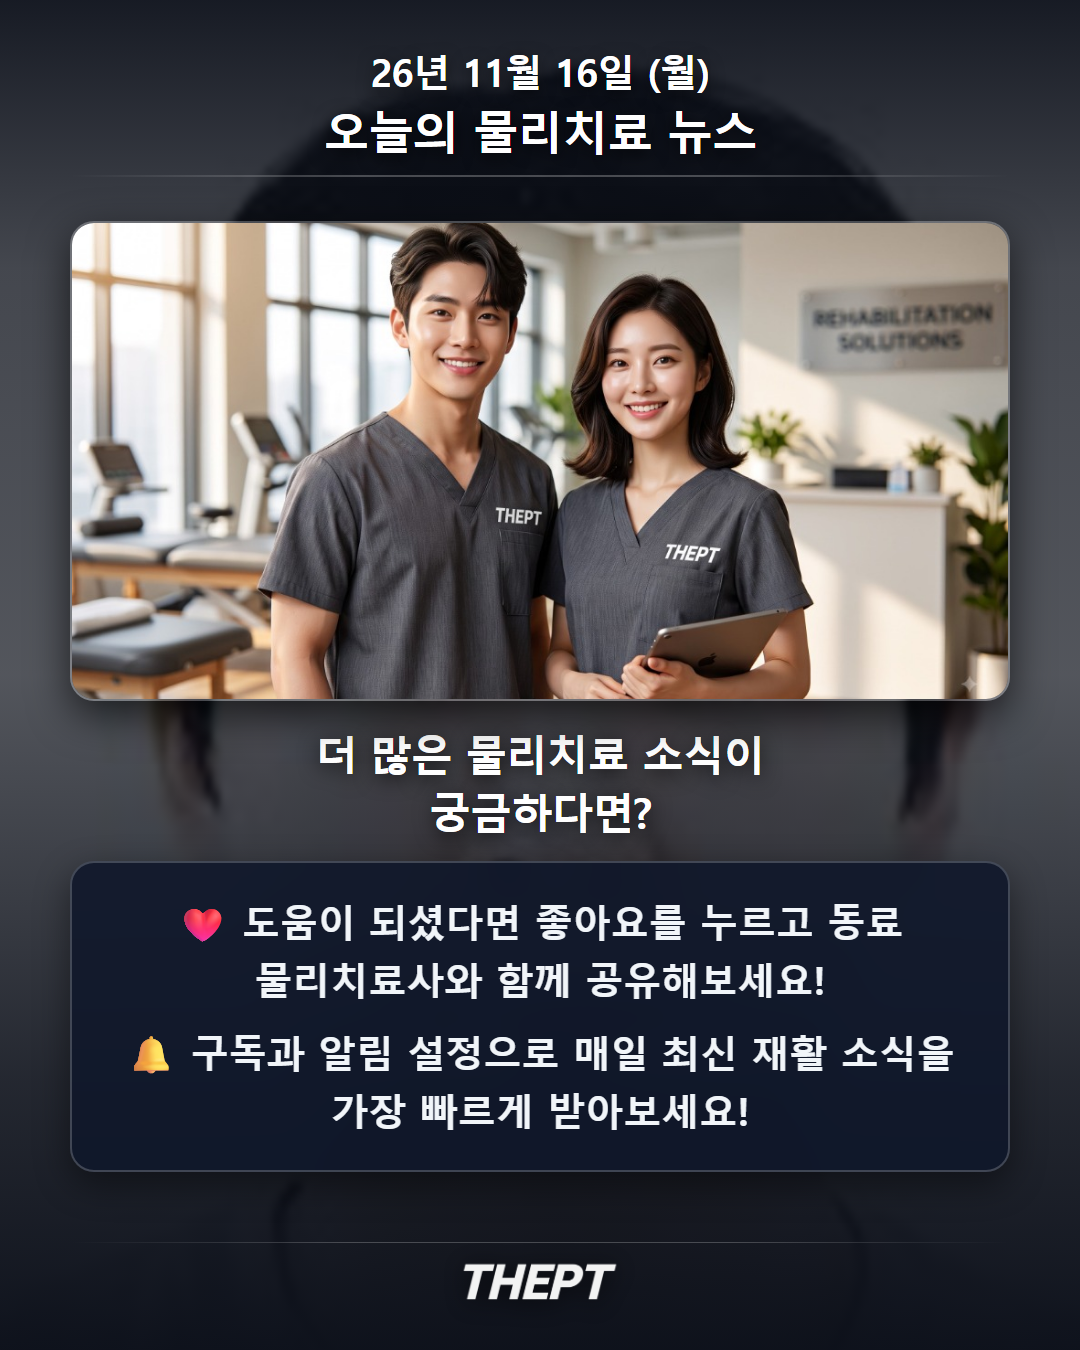 26년 11월 16일 (월)
오늘의 물리치료 뉴스
REHABILITATION
SOLUTIONS
THEPT
THEPT
더 많은 물리치료 소식이
궁금하다면?
❤️ 도움이 되셨다면 좋아요를 누르고 동료
물리치료사와 함께 공유해보세요!
🔔 구독과 알림 설정으로 매일 최신 재활 소식을
가장 빠르게 받아보세요!
THEPT